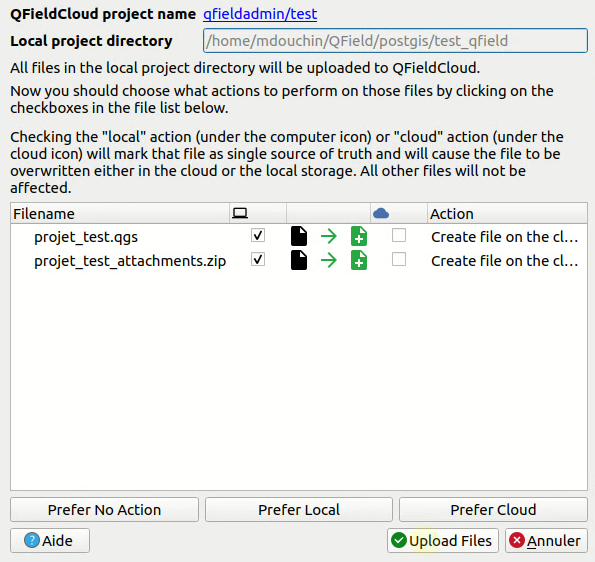 QFieldCloud project name qfieldadmin/test
Local project directory /home/mdouchin/QField/postgis/test_qfield
All files in the local project directory will be uploaded to QFieldCloud.
Now you should choose what actions to perform on those files by clicking on the
checkboxes in the file list below.
Checking the "local" action (under the computer icon) or "cloud" action (under the
cloud icon) will mark that file as single source of truth and will cause the file to be
overwritten either in the cloud or the local storage. All other files will not be
affected.
Filename Action
projet_test.qgs Create file on the cl...
projet_test_attachments.zip Create file on the cl...
Prefer No Action Prefer Local Prefer Cloud
Aide Upload Files Annuler